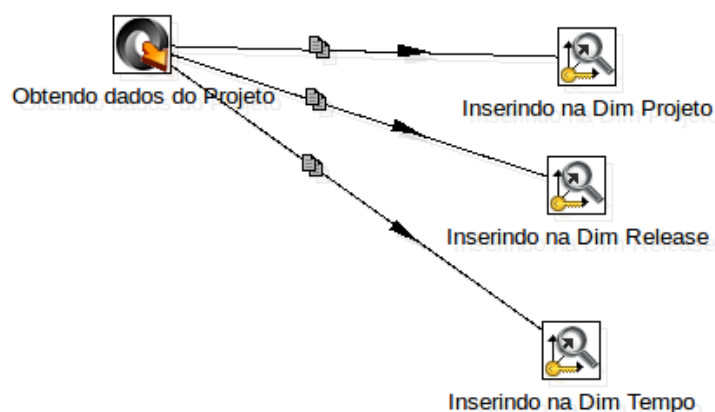 Obtendo dados do Projeto
Inserindo na Dim Projeto
Inserindo na Dim Release
Inserindo na Dim Tempo